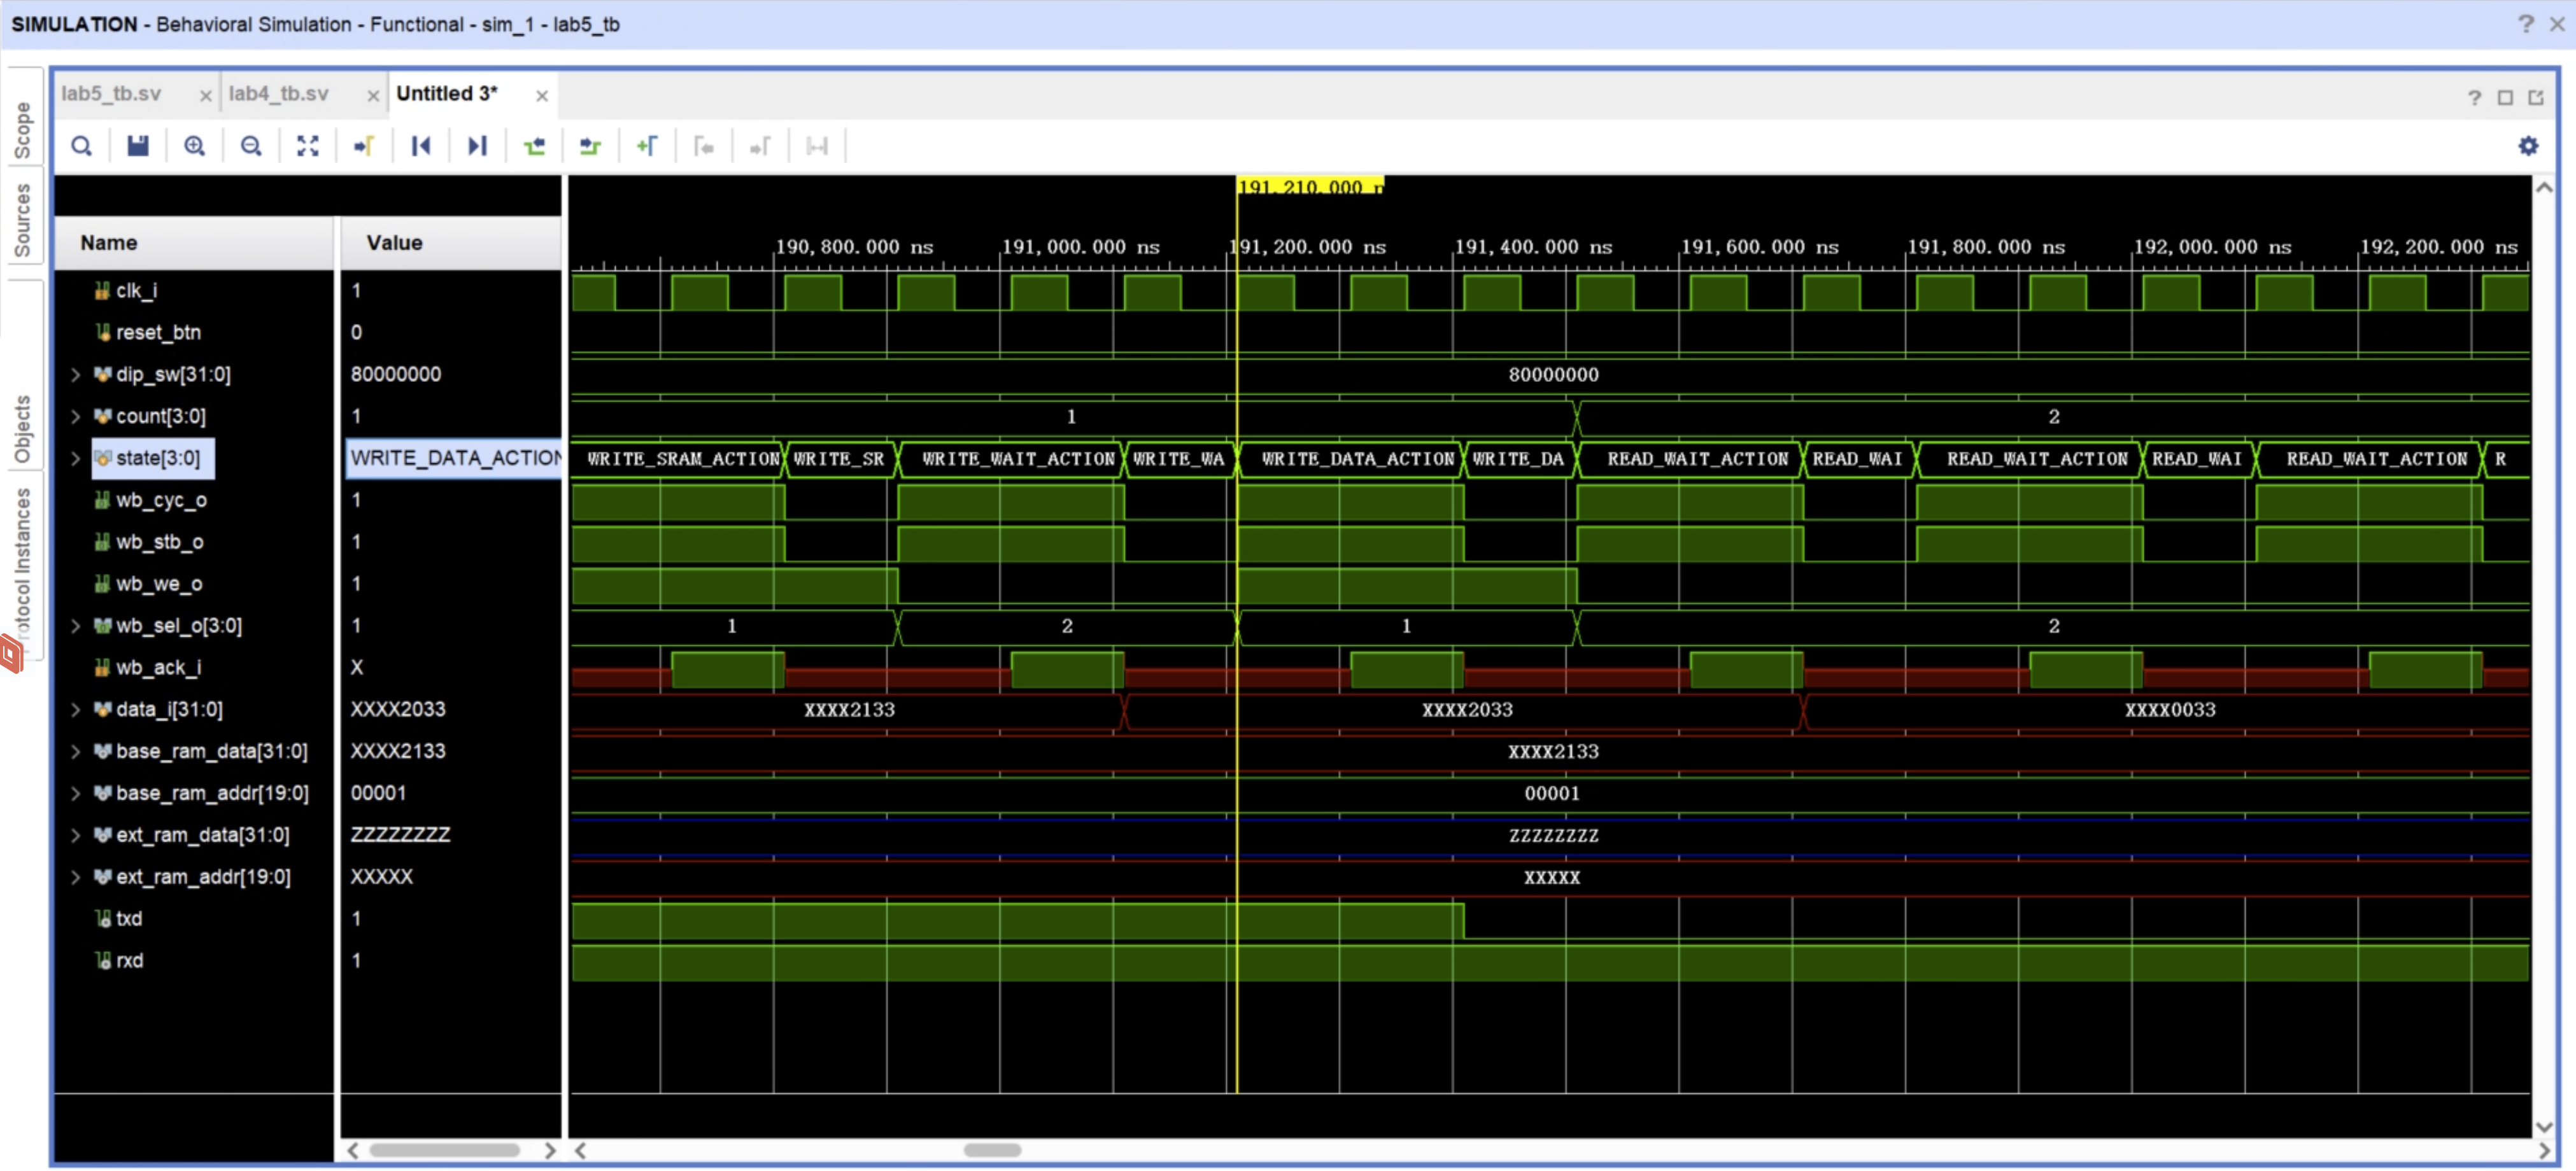 SIMULATION - Behavioral Simulation - Functional - sim_1 - lab5_tb
Scope
Sources
Objects
rotocol Instances
lab5_tb.sv
lab4_tb.sv
Untitled 3*
191,210.000 n
190,800.000 ns 191,000.000 ns 191,200.000 ns 191,400.000 ns 191,600.000 ns 191,800.000 ns 192,000.000 ns 192,200.000 ns
Name Value
clk_i 1
reset_btn 0
dip_sw[31:0] 80000000 80000000
count[3:0] 1 1 2
state[3:0] WRITE_DATA_ACTION WRITE_SRAM_ACTION WRITE_SR WRITE_WAIT_ACTION WRITE_WA WRITE_DATA_ACTION WRITE_DA READ_WAIT_ACTION READ_WAI READ_WAIT_ACTION READ_WAI READ_WAIT_ACTION R
wb_cyc_o 1
wb_stb_o 1
wb_we_o 1
wb_sel_o[3:0] 1 1 2 1 2
wb_ack_i X
data_i[31:0] XXXX2033 XXXX2133 XXXX2033 XXXX0033
base_ram_data[31:0] XXXX2133 XXXX2133
base_ram_addr[19:0] 00001 00001
ext_ram_data[31:0] ZZZZZZZZ ZZZZZZZZ
ext_ram_addr[19:0] XXXXX XXXXX
txd 1
rxd 1